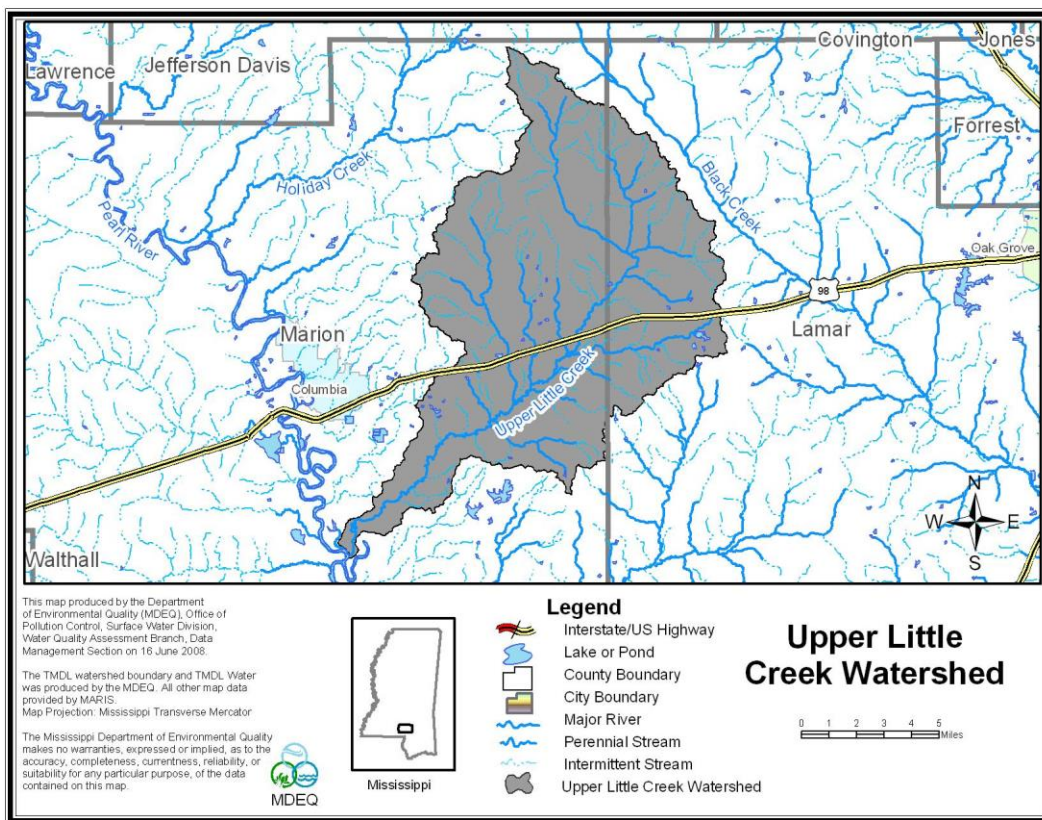 Covington
Jones
Lawrence
Jefferson Davis
Forrest
Holiday Creek
Black Creek
Pearl River
Oak Grove
98
Marion
Lamar
Columbia
Upper Little Creek
N
W E
S
Walthall
This map produced by the Department
of Environmental Quality (MDEQ), Office of
Pollution Control, Surface Water Division,
Water Quality Assessment Branch, Data
Management Section on 16 June 2008.
The TMDL watershed boundary and TMDL Water
was produced by the MDEQ. All other map data
provided by MARIS.
Map Projection: Mississippi Transverse Mercator
The Mississippi Department of Environmental Quality
makes no warranties, expressed or implied, as to the
accuracy, completeness, currentness, reliability, or
suitability for any particular purpose, of the data
contained on this map.
MDEQ
Mississippi
Legend
Interstate/US Highway
Lake or Pond
County Boundary
City Boundary
Major River
Perennial Stream
Intermittent Stream
Upper Little Creek Watershed
Upper Little
Creek Watershed
0 1 2 3 4 5
Miles